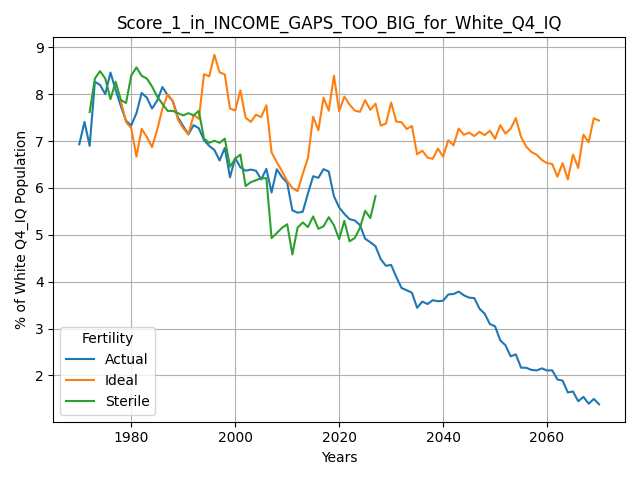 Score_1_in_INCOME_GAPS_TOO_BIG_for_White_Q4_IQ
% of White Q4_IQ Population
9
8
7
6
5
4
3
2
Fertility
Actual
Ideal
Sterile
1980
2000
2020
2040
2060
Years